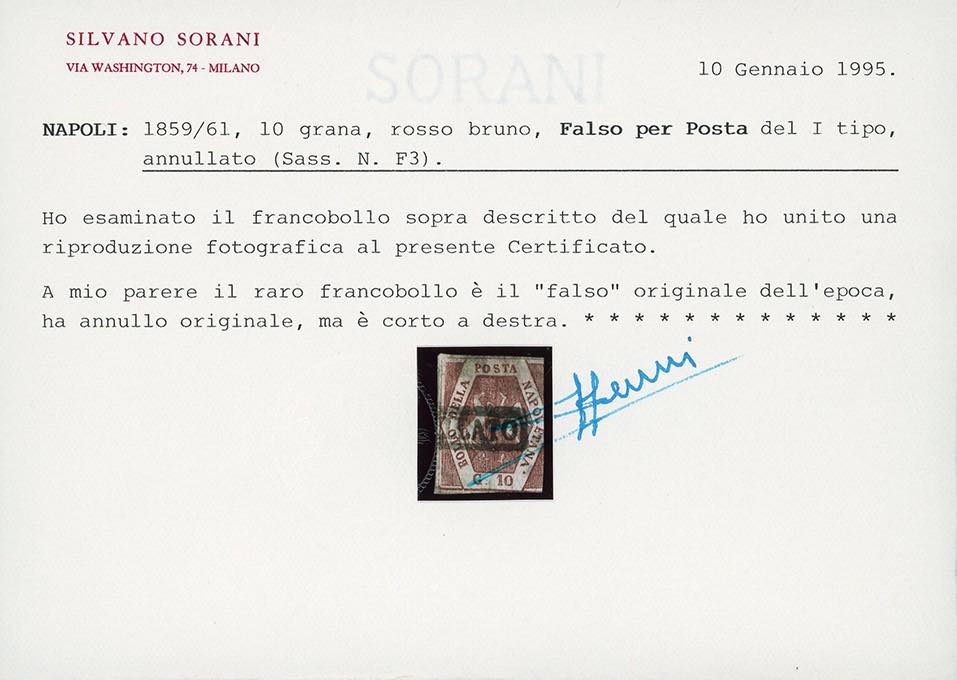 SILVANO SORANI
VIA WASHINGTON, 74 - MILANO
SORANI
10 Gennaio 1995.
NAPOLI: 1859/61, 10 grana, rosso bruno, Falso per Posta del I tipo,
annullato (Sass. N. F3).
Ho esaminato il francobollo sopra descritto del quale ho unito una
riproduzione fotografica al presente Certificato.
A mio parere il raro francobollo è il "falso" originale dell'epoca,
ha annullo originale, ma è corto a destra. * * * * * * * * * * * * *
POSTA
NAPOLETANA.
BOLLO DELLA
LATO
G. 10